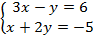 3x − y = 6
x + 2y = −5